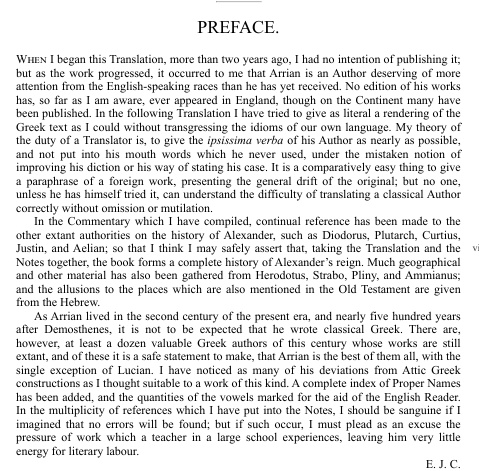 PREFACE.
WHEN I began this Translation, more than two years ago, I had no intention of publishing it;
but as the work progressed, it occurred to me that Arrian is an Author deserving of more
attention from the English-speaking races than he has yet received. No edition of his works
has, so far as I am aware, ever appeared in England, though on the Continent many have
been published. In the following Translation I have tried to give as literal a rendering of the
Greek text as I could without transgressing the idioms of our own language. My theory of
the duty of a Translator is, to give the ipsissima verba of his Author as nearly as possible,
and not put into his mouth words which he never used, under the mistaken notion of
improving his diction or his way of stating his case. It is a comparatively easy thing to give
a paraphrase of a foreign work, presenting the general drift of the original; but no one,
unless he has himself tried it, can understand the difficulty of translating a classical Author
correctly without omission or mutilation.
In the Commentary which I have compiled, continual reference has been made to the
other extant authorities on the history of Alexander, such as Diodorus, Plutarch, Curtius,
Justin, and Aelian; so that I think I may safely assert that, taking the Translation and the
Notes together, the book forms a complete history of Alexander's reign. Much geographical
and other material has also been gathered from Herodotus, Strabo, Pliny, and Ammianus;
and the allusions to the places which are also mentioned in the Old Testament are given
from the Hebrew.
As Arrian lived in the second century of the present era, and nearly five hundred years
after Demosthenes, it is not to be expected that he wrote classical Greek. There are,
however, at least a dozen valuable Greek authors of this century whose works are still
extant, and of these it is a safe statement to make, that Arrian is the best of them all, with the
single exception of Lucian. I have noticed as many of his deviations from Attic Greek
constructions as I thought suitable to a work of this kind. A complete index of Proper Names
has been added, and the quantities of the vowels marked for the aid of the English Reader.
In the multiplicity of references which I have put into the Notes, I should be sanguine if I
imagined that no errors will be found; but if such occur, I must plead as an excuse the
pressure of work which a teacher in a large school experiences, leaving him very little
energy for literary labour.
E. J. C.
vi